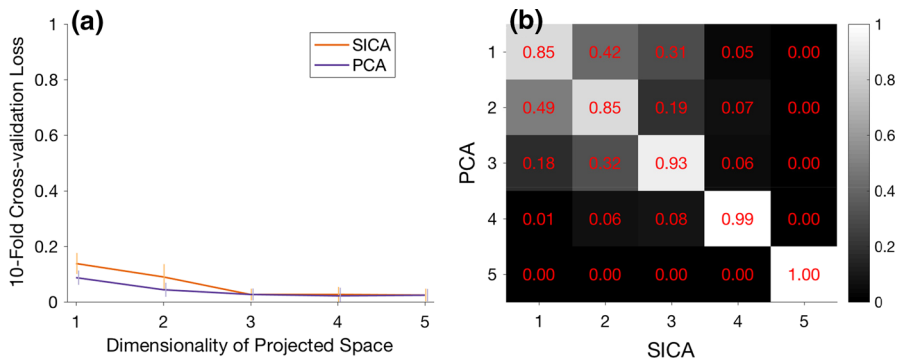 (a)
1
0.8
0.6
0.4
0.2
0
10-Fold Cross-validation Loss
SICA
PCA
1 2 3 4 5
Dimensionality of Projected Space
(b)
1 2 3 4 5
PCA
1 0.85 0.42 0.31 0.05 0.00
2 0.49 0.85 0.19 0.07 0.00
3 0.18 0.32 0.93 0.06 0.00
4 0.01 0.06 0.08 0.99 0.00
5 0.00 0.00 0.00 0.00 1.00
SICA
1
0.8
0.6
0.4
0.2
0